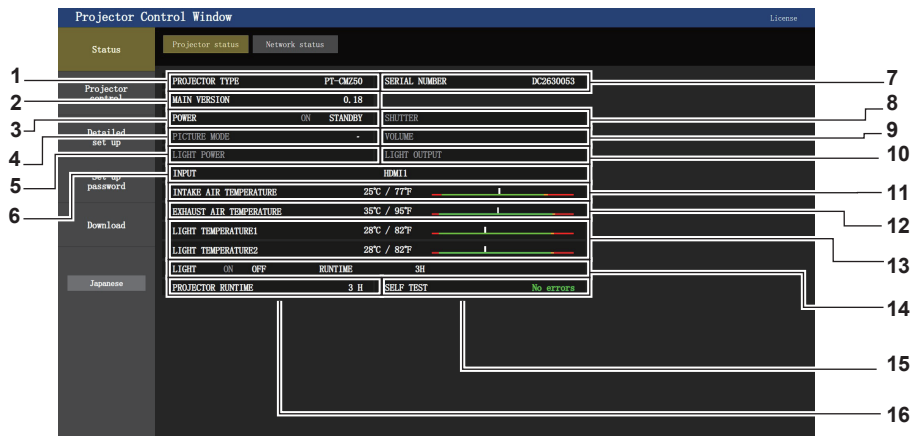 Projector Control Window License
Status
Projector status Network status
Projector
control
Detailed
set up
Set up
password
Download
Japanese
PROJECTOR TYPE PT-CMZ50 SERIAL NUMBER DC2630053
MAIN VERSION 0.18
POWER ON STANDBY SHUTTER
PICTURE MODE - VOLUME
LIGHT POWER LIGHT OUTPUT
INPUT HDMI1
INTAKE AIR TEMPERATURE 25℃ / 77°F
EXHAUST AIR TEMPERATURE 35℃ / 95°F
LIGHT TEMPERATURE1 28℃ / 82°F
LIGHT TEMPERATURE2 28℃ / 82°F
LIGHT ON OFF RUNTIME 3H
PROJECTOR RUNTIME 3 H SELF TEST No errors
1
2
3
4
5
6
7
8
9
10
11
12
13
14
15
16